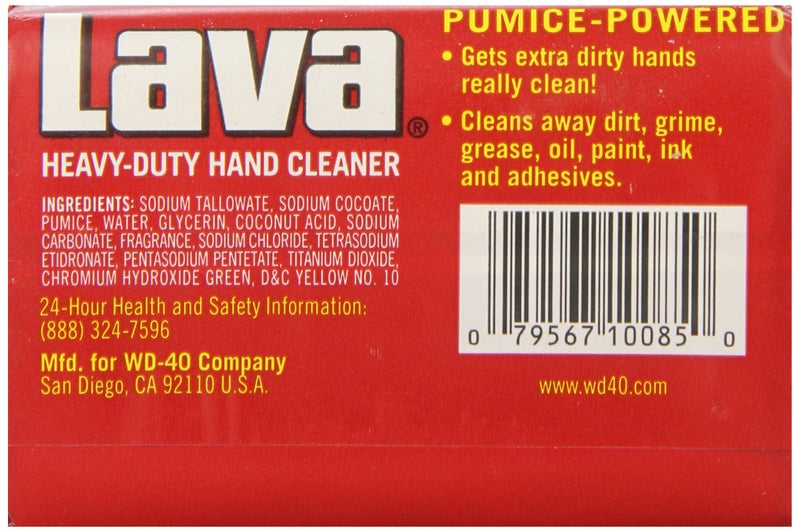 Lava®
HEAVY-DUTY HAND CLEANER
INGREDIENTS: SODIUM TALLOWATE, SODIUM COCOATE,
PUMICE, WATER, GLYCERIN, COCONUT ACID, SODIUM
CARBONATE, FRAGRANCE, SODIUM CHLORIDE, TETRASODIUM
ETIDRONATE, PENTASODIUM PENTETATE, TITANIUM DIOXIDE,
CHROMIUM HYDROXIDE GREEN, D&C YELLOW NO. 10
24-Hour Health and Safety Information:
(888) 324-7596
Mfd. for WD-40 Company
San Diego, CA 92110 U.S.A.
PUMICE-POWERED
• Gets extra dirty hands
really clean!
• Cleans away dirt, grime,
grease, oil, paint, ink
and adhesives.
0 79567 10085 0
www.wd40.com